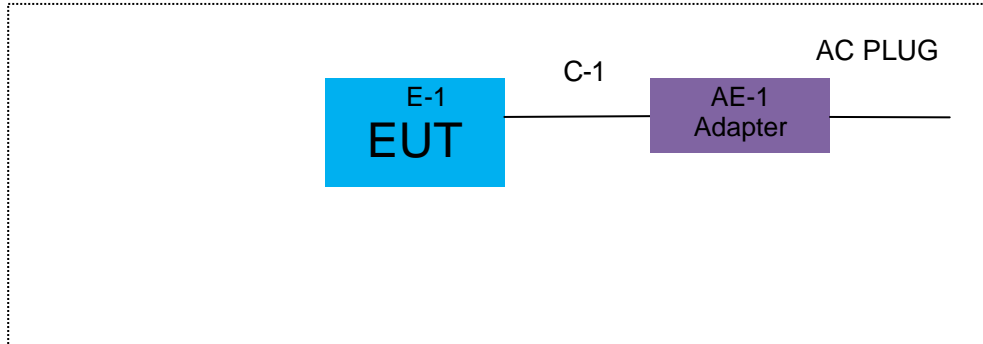 AC PLUG
C-1
E-1
EUT
AE-1
Adapter